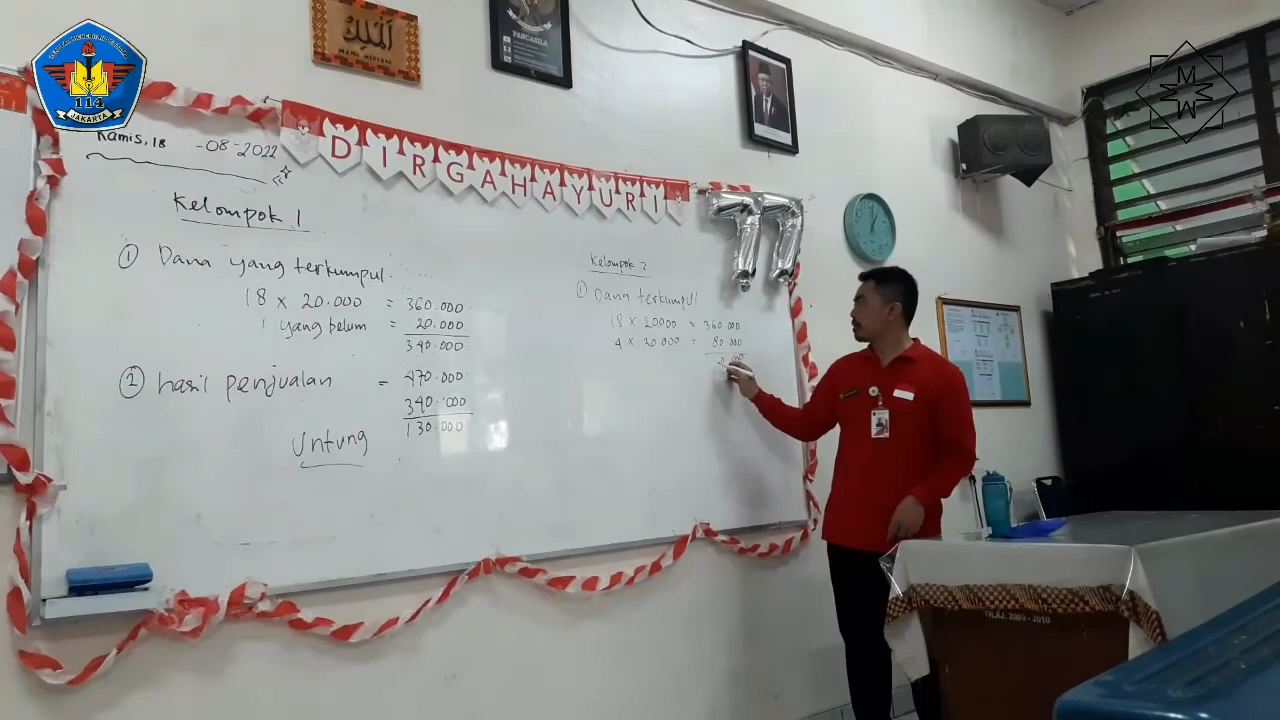 114
JAKARTA
الملك
PANCASILA
Kamis, 18 -08-2022
DIRGAHAYU RI
77
Kelompok 1
① Dana yang terkumpul.
18 x 20.000 = 360.000
1 yang belum = 20.000
340.000
② hasil penjualan = 470.000
340.000
130.000
Untung
Kelompok 2
① Dana terkumpul
18 x 20000 = 360.000
4 x 20.000 = 80.000